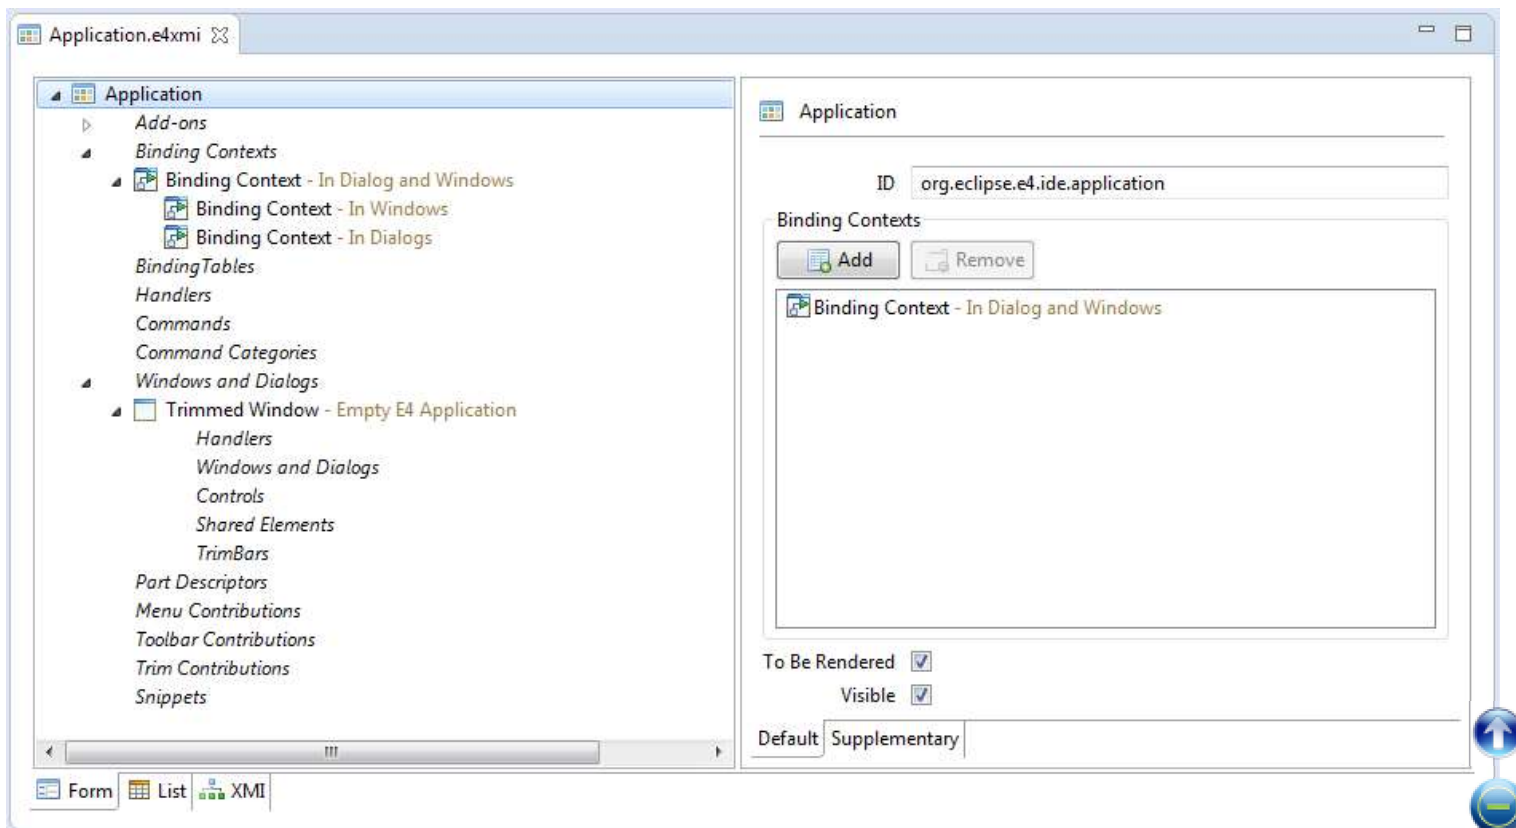 Application.e4xmi
Application
Add-ons
Binding Contexts
Binding Context - In Dialog and Windows
Binding Context - In Windows
Binding Context - In Dialogs
BindingTables
Handlers
Commands
Command Categories
Windows and Dialogs
Trimmed Window - Empty E4 Application
Handlers
Windows and Dialogs
Controls
Shared Elements
TrimBars
Part Descriptors
Menu Contributions
Toolbar Contributions
Trim Contributions
Snippets
Application
ID org.eclipse.e4.ide.application
Binding Contexts
Add Remove
Binding Context - In Dialog and Windows
To Be Rendered
Visible
Default Supplementary
Form List XMI